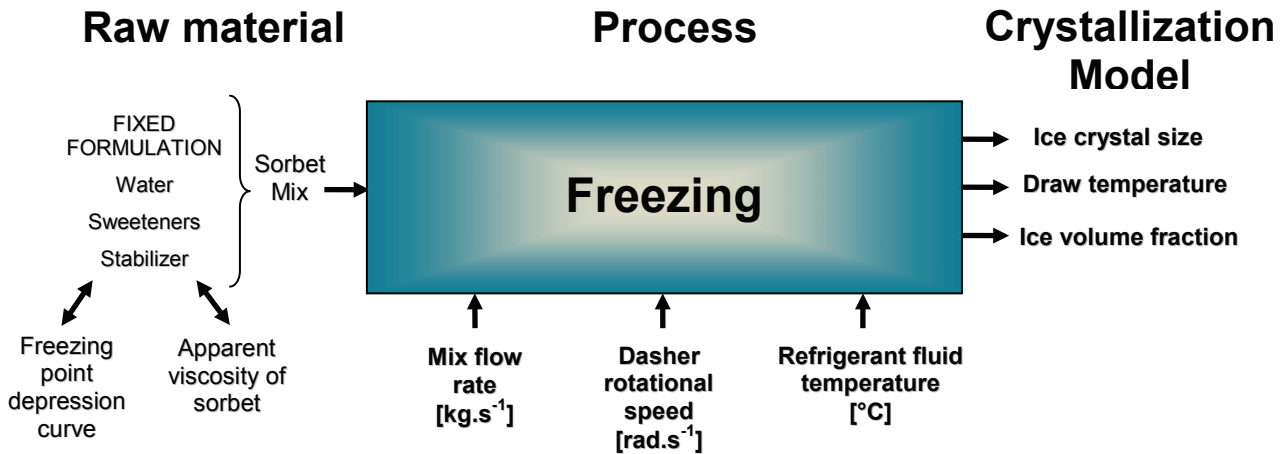 Raw material
Process
Crystallization
Model
FIXED
FORMULATION
Water
Sweeteners
Stabilizer
Sorbet
Mix
Freezing
Ice crystal size
Draw temperature
Ice volume fraction
Freezing
point
depression
curve
Apparent
viscosity of
sorbet
Mix flow
rate
[kg.s⁻¹]
Dasher
rotational
speed
[rad.s⁻¹]
Refrigerant fluid
temperature
[°C]